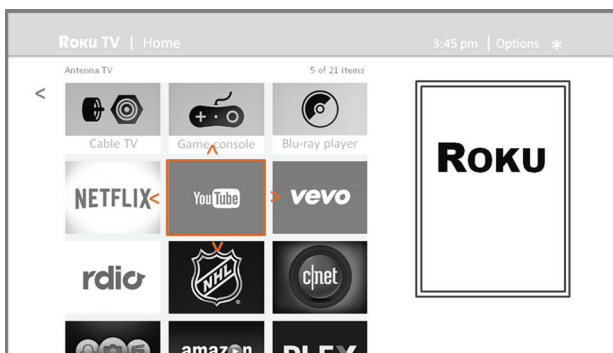 ROKU TV | Home
3:45 pm | Options *
Antenna TV
5 of 21 items
<
Cable TV
Game console
Blu-ray player
NETFLIX
YouTube
vevo
ROKU
rdio
NHL
c|net
amazon
PLEX